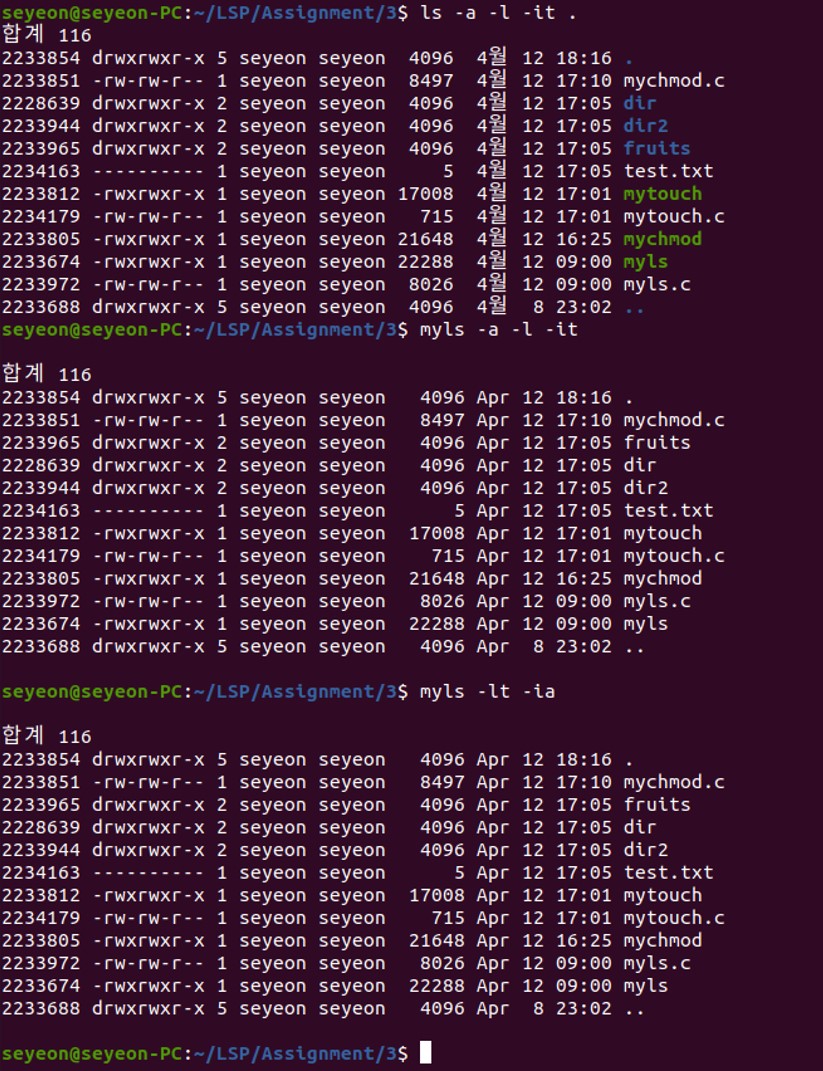 seyeon@seyeon-PC:~/LSP/Assignment/3$ ls -a -l -it .
합계 116
2233854 drwxrwxr-x 5 seyeon seyeon  4096  4월 12 18:16 .
2233851 -rw-rw-r-- 1 seyeon seyeon  8497  4월 12 17:10 mychmod.c
2228639 drwxrwxr-x 2 seyeon seyeon  4096  4월 12 17:05 dir
2233944 drwxrwxr-x 2 seyeon seyeon  4096  4월 12 17:05 dir2
2233965 drwxrwxr-x 2 seyeon seyeon  4096  4월 12 17:05 fruits
2234163 ---------- 1 seyeon seyeon     5  4월 12 17:05 test.txt
2233812 -rwxrwxr-x 1 seyeon seyeon 17008  4월 12 17:01 mytouch
2234179 -rw-rw-r-- 1 seyeon seyeon   715  4월 12 17:01 mytouch.c
2233805 -rwxrwxr-x 1 seyeon seyeon 21648  4월 12 16:25 mychmod
2233674 -rwxrwxr-x 1 seyeon seyeon 22288  4월 12 09:00 myls
2233972 -rw-rw-r-- 1 seyeon seyeon  8026  4월 12 09:00 myls.c
2233688 drwxrwxr-x 5 seyeon seyeon  4096  4월  8 23:02 ..
seyeon@seyeon-PC:~/LSP/Assignment/3$ myls -a -l -it
합계 116
2233854 drwxrwxr-x 5 seyeon seyeon   4096 Apr 12 18:16 .
2233851 -rw-rw-r-- 1 seyeon seyeon   8497 Apr 12 17:10 mychmod.c
2233965 drwxrwxr-x 2 seyeon seyeon   4096 Apr 12 17:05 fruits
2228639 drwxrwxr-x 2 seyeon seyeon   4096 Apr 12 17:05 dir
2233944 drwxrwxr-x 2 seyeon seyeon   4096 Apr 12 17:05 dir2
2234163 ---------- 1 seyeon seyeon      5 Apr 12 17:05 test.txt
2233812 -rwxrwxr-x 1 seyeon seyeon  17008 Apr 12 17:01 mytouch
2234179 -rw-rw-r-- 1 seyeon seyeon    715 Apr 12 17:01 mytouch.c
2233805 -rwxrwxr-x 1 seyeon seyeon  21648 Apr 12 16:25 mychmod
2233972 -rw-rw-r-- 1 seyeon seyeon   8026 Apr 12 09:00 myls.c
2233674 -rwxrwxr-x 1 seyeon seyeon  22288 Apr 12 09:00 myls
2233688 drwxrwxr-x 5 seyeon seyeon   4096 Apr  8 23:02 ..
seyeon@seyeon-PC:~/LSP/Assignment/3$ myls -lt -ia
합계 116
2233854 drwxrwxr-x 5 seyeon seyeon   4096 Apr 12 18:16 .
2233851 -rw-rw-r-- 1 seyeon seyeon   8497 Apr 12 17:10 mychmod.c
2233965 drwxrwxr-x 2 seyeon seyeon   4096 Apr 12 17:05 fruits
2228639 drwxrwxr-x 2 seyeon seyeon   4096 Apr 12 17:05 dir
2233944 drwxrwxr-x 2 seyeon seyeon   4096 Apr 12 17:05 dir2
2234163 ---------- 1 seyeon seyeon      5 Apr 12 17:05 test.txt
2233812 -rwxrwxr-x 1 seyeon seyeon  17008 Apr 12 17:01 mytouch
2234179 -rw-rw-r-- 1 seyeon seyeon    715 Apr 12 17:01 mytouch.c
2233805 -rwxrwxr-x 1 seyeon seyeon  21648 Apr 12 16:25 mychmod
2233972 -rw-rw-r-- 1 seyeon seyeon   8026 Apr 12 09:00 myls.c
2233674 -rwxrwxr-x 1 seyeon seyeon  22288 Apr 12 09:00 myls
2233688 drwxrwxr-x 5 seyeon seyeon   4096 Apr  8 23:02 ..
seyeon@seyeon-PC:~/LSP/Assignment/3$